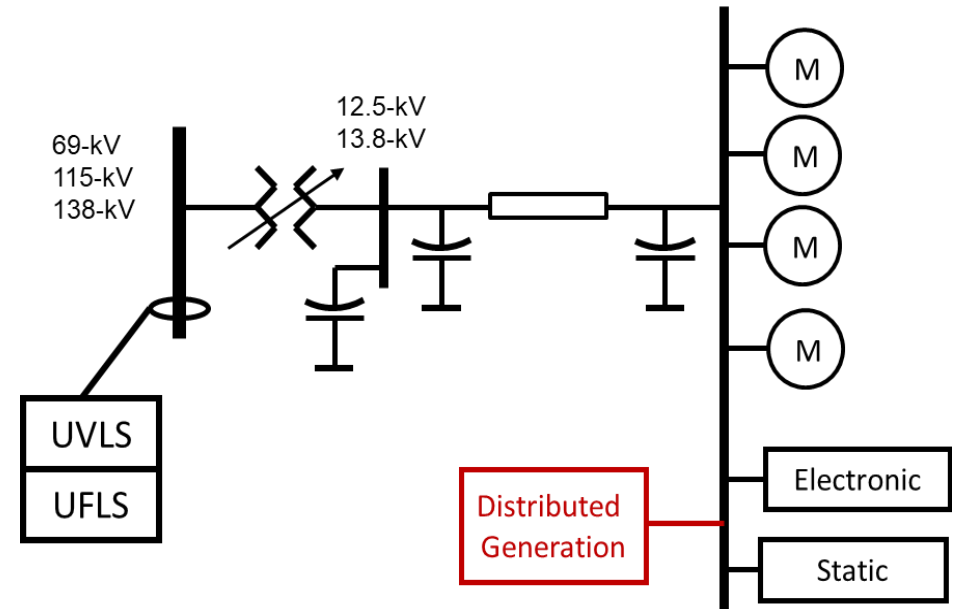 69-kV
115-kV
138-kV
12.5-kV
13.8-kV
M
M
M
M
UVLS
UFLS
Distributed
Generation
Electronic
Static